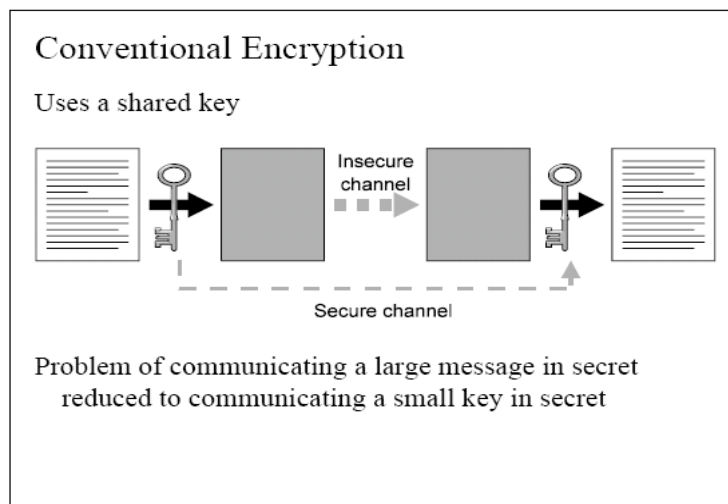 Conventional Encryption
Uses a shared key
Insecure
channel
Secure channel
Problem of communicating a large message in secret
reduced to communicating a small key in secret